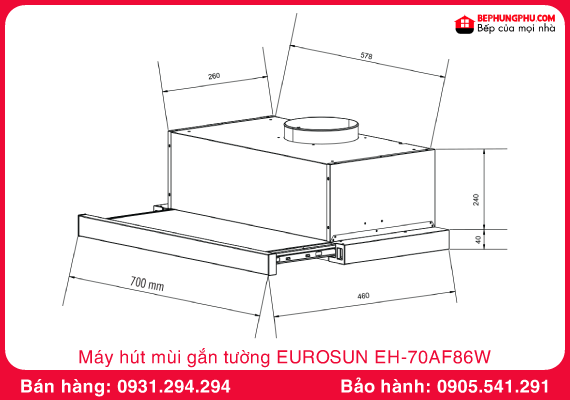 BEPHUNGPHU.COM
Bếp của mọi nhà
578
260
240
40
700 mm
460
Máy hút mùi gắn tường EUROSUN EH-70AF86W
Bán hàng: 0931.294.294
Bảo hành: 0905.541.291